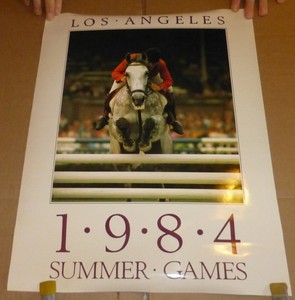 LOS · ANGELES
1 · 9 · 8 · 4
SUMMER · GAMES